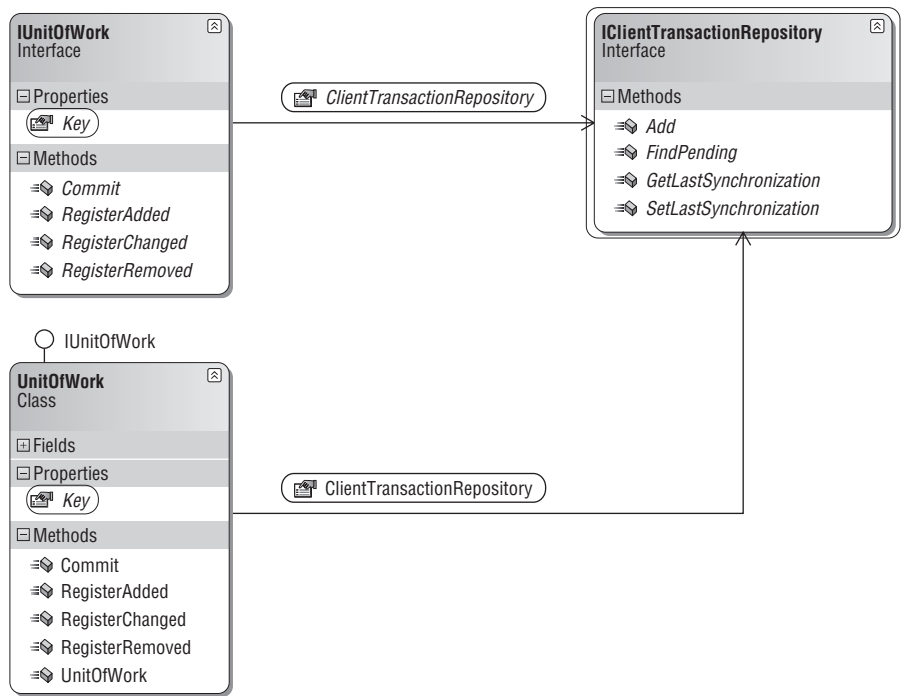 IUnitOfWork
Interface
Properties
Key
Methods
Commit
RegisterAdded
RegisterChanged
RegisterRemoved
ClientTransactionRepository
IClientTransactionRepository
Interface
Methods
Add
FindPending
GetLastSynchronization
SetLastSynchronization
IUnitOfWork
UnitOfWork
Class
Fields
Properties
Key
Methods
Commit
RegisterAdded
RegisterChanged
RegisterRemoved
UnitOfWork
ClientTransactionRepository